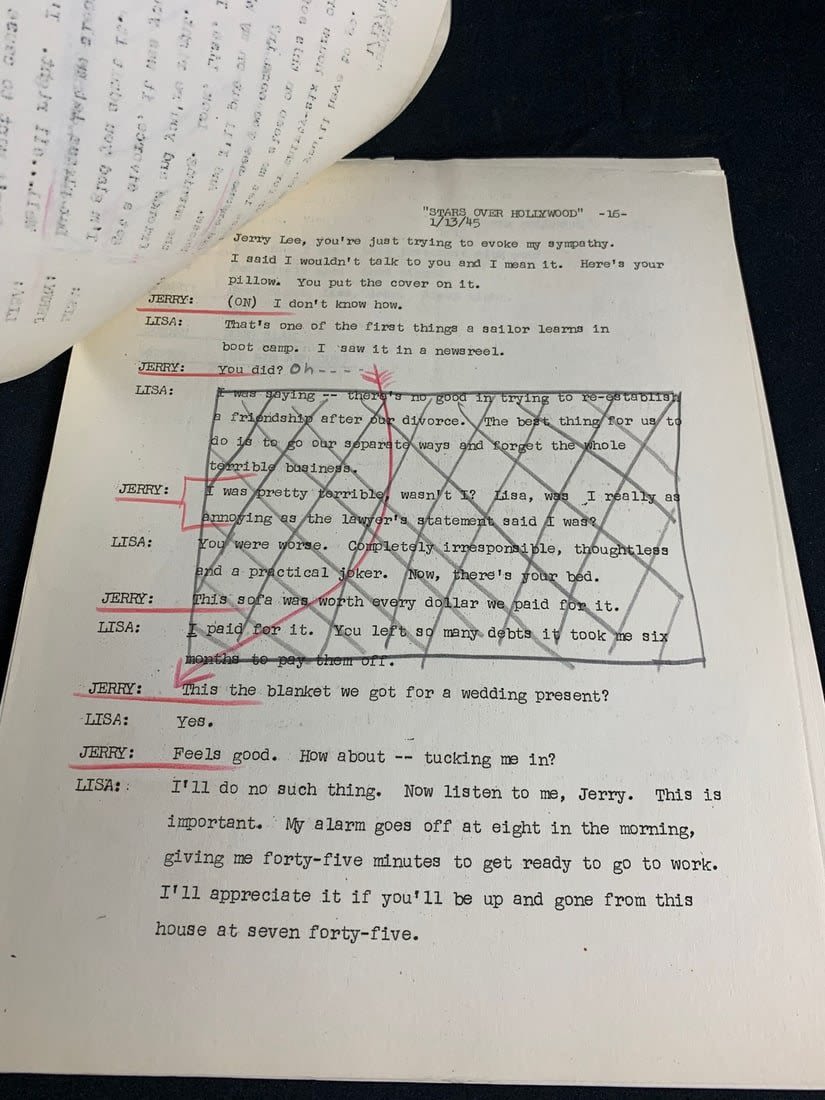 "STARS OVER HOLLYWOOD" -16-
1/13/45
Jerry Lee, you're just trying to evoke my sympathy.
I said I wouldn't talk to you and I mean it. Here's your
pillow. You put the cover on it.
JERRY: (ON) I don't know how.
LISA: That's one of the first things a sailor learns in
boot camp. I saw it in a newsreel.
JERRY: You did? Oh----
LISA: I was saying -- there's no good in trying to re-establish
a friendship after our divorce. The best thing for us to
do is to go our separate ways and forget the whole
terrible business.
JERRY: I was pretty terrible, wasn't I? Lisa, was I really as
annoying as the lawyer's statement said I was?
LISA: You were worse. Completely irresponsible, thoughtless
and a practical joker. Now, there's your bed.
JERRY: This sofa was worth every dollar we paid for it.
LISA: I paid for it. You left so many debts it took me six
months to pay them off.
JERRY: This the blanket we got for a wedding present?
LISA: Yes.
JERRY: Feels good. How about -- tucking me in?
LISA: I'll do no such thing. Now listen to me, Jerry. This is
important. My alarm goes off at eight in the morning,
giving me forty-five minutes to get ready to go to work.
I'll appreciate it if you'll be up and gone from this
house at seven forty-five.